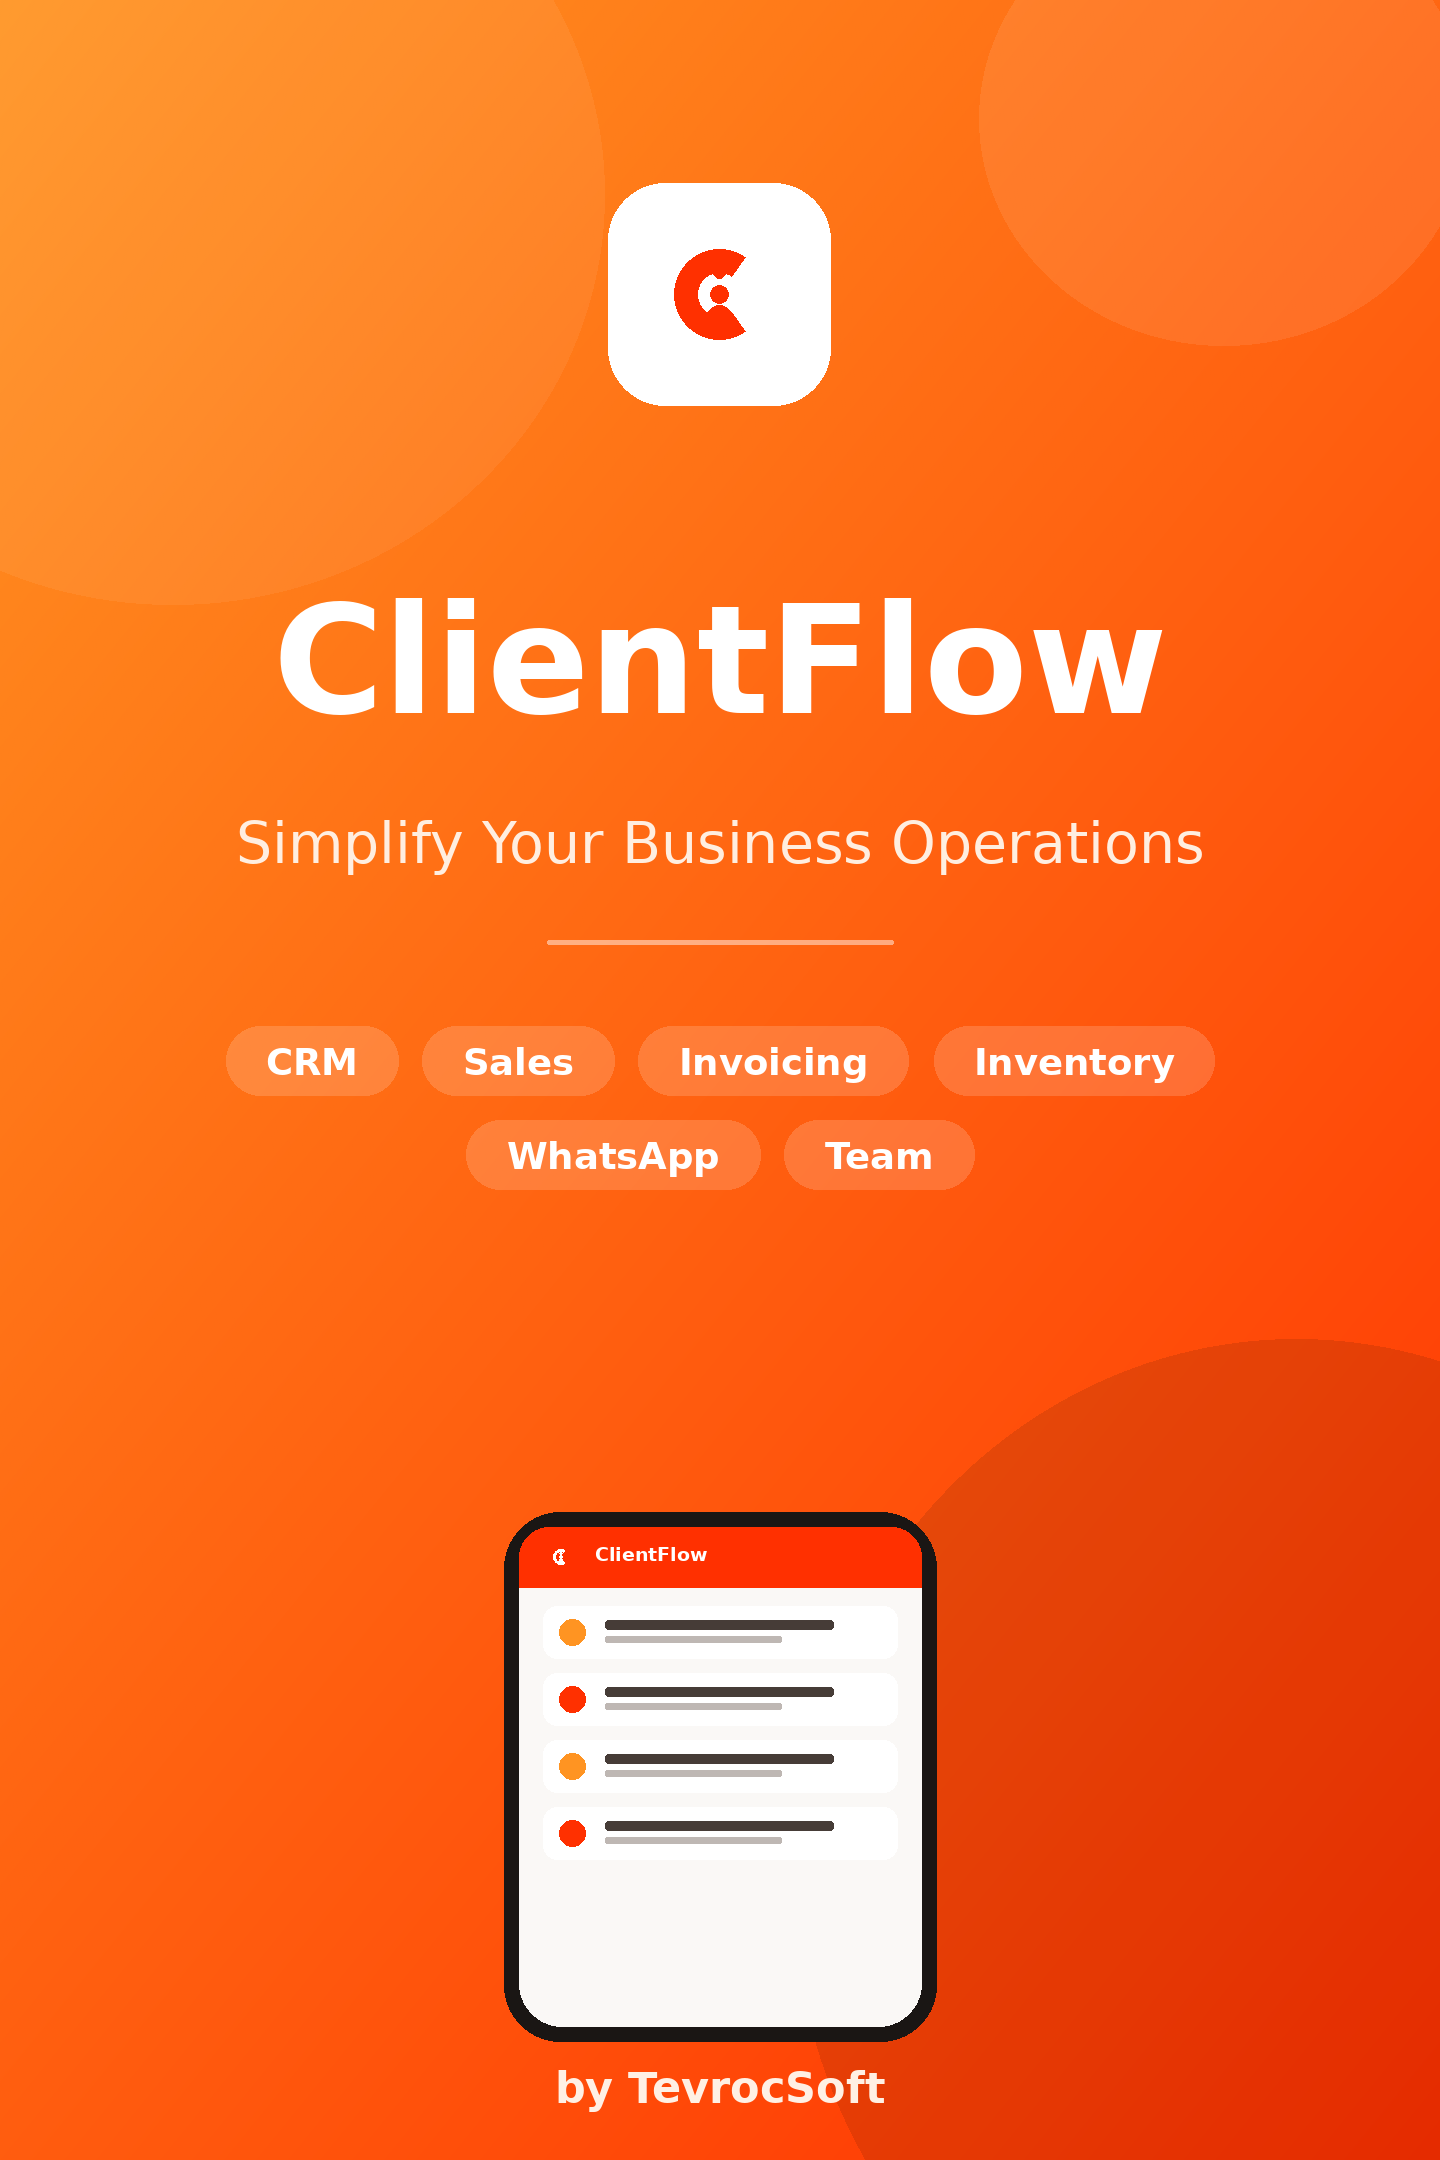 ClientFlow
Simplify Your Business Operations
CRM Sales Invoicing Inventory
WhatsApp Team
ClientFlow
by TevrocSoft